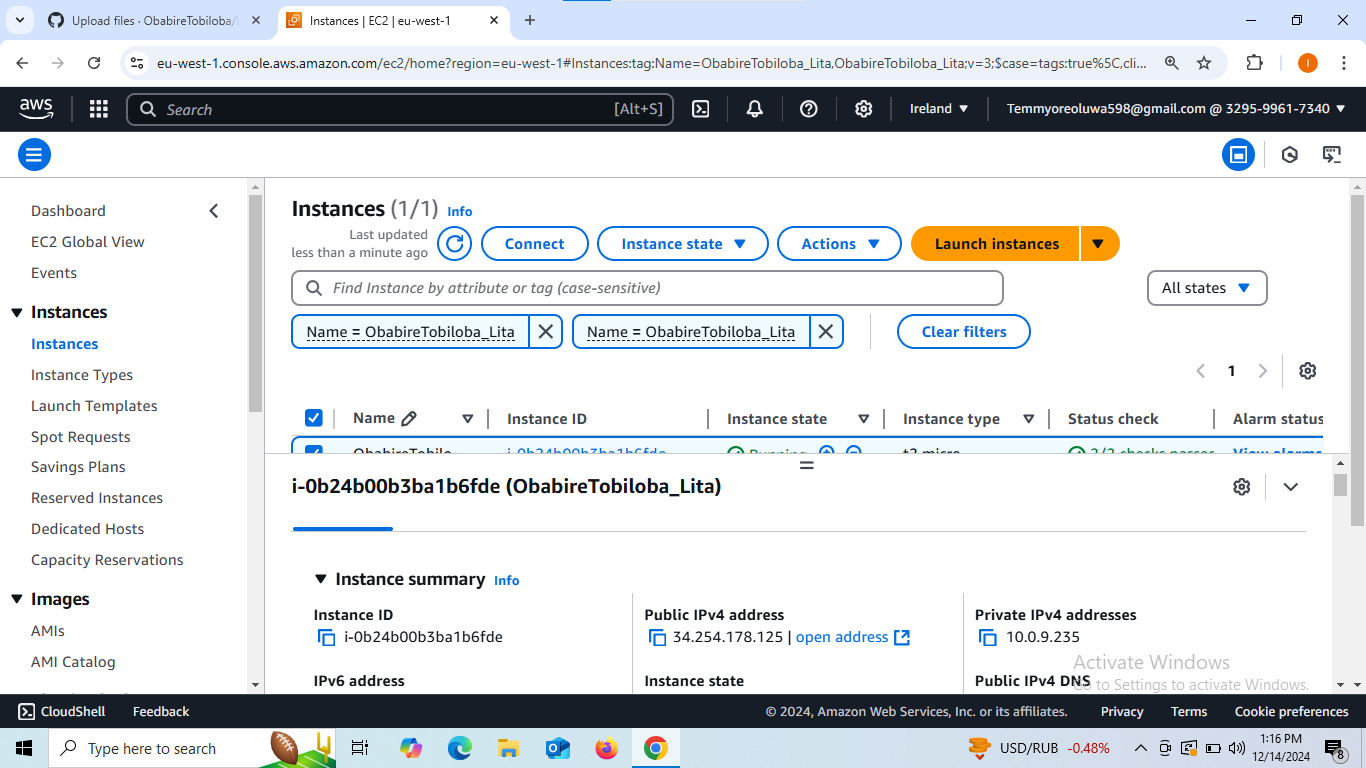 Upload files · ObabireTobiloba/
Instances | EC2 | eu-west-1
eu-west-1.console.aws.amazon.com/ec2/home?region=eu-west-1#Instances:tag:Name=ObabireTobiloba_Lita,ObabireTobiloba_Lita;v=3;$case=tags:true%5C,cli...
I
aws
Search
[Alt+S]
Ireland
Temmyoreoluwa598@gmail.com @ 3295-9961-7340
Dashboard
EC2 Global View
Events
Instances
Instances
Instance Types
Launch Templates
Spot Requests
Savings Plans
Reserved Instances
Dedicated Hosts
Capacity Reservations
Images
AMIs
AMI Catalog
Instances (1/1) Info
Last updated
less than a minute ago
Connect
Instance state
Actions
Launch instances
Find Instance by attribute or tag (case-sensitive)
All states
Name = ObabireTobiloba_Lita
Name = ObabireTobiloba_Lita
Clear filters
1
Name Instance ID Instance state Instance type Status check Alarm status
ObabireTobilo... i-0b24b00b3ba1b6fde Running t3.micro 2/2 checks passec View alarms
i-0b24b00b3ba1b6fde (ObabireTobiloba_Lita)
Instance summary Info
Instance ID
i-0b24b00b3ba1b6fde
Public IPv4 address
34.254.178.125 | open address
Private IPv4 addresses
10.0.9.235
IPv6 address
Instance state
Public IPv4 DNS
Activate Windows
Go to Settings to activate Windows.
CloudShell
Feedback
© 2024, Amazon Web Services, Inc. or its affiliates.
Privacy
Terms
Cookie preferences
Type here to search
USD/RUB -0.48%
1:16 PM
12/14/2024
8